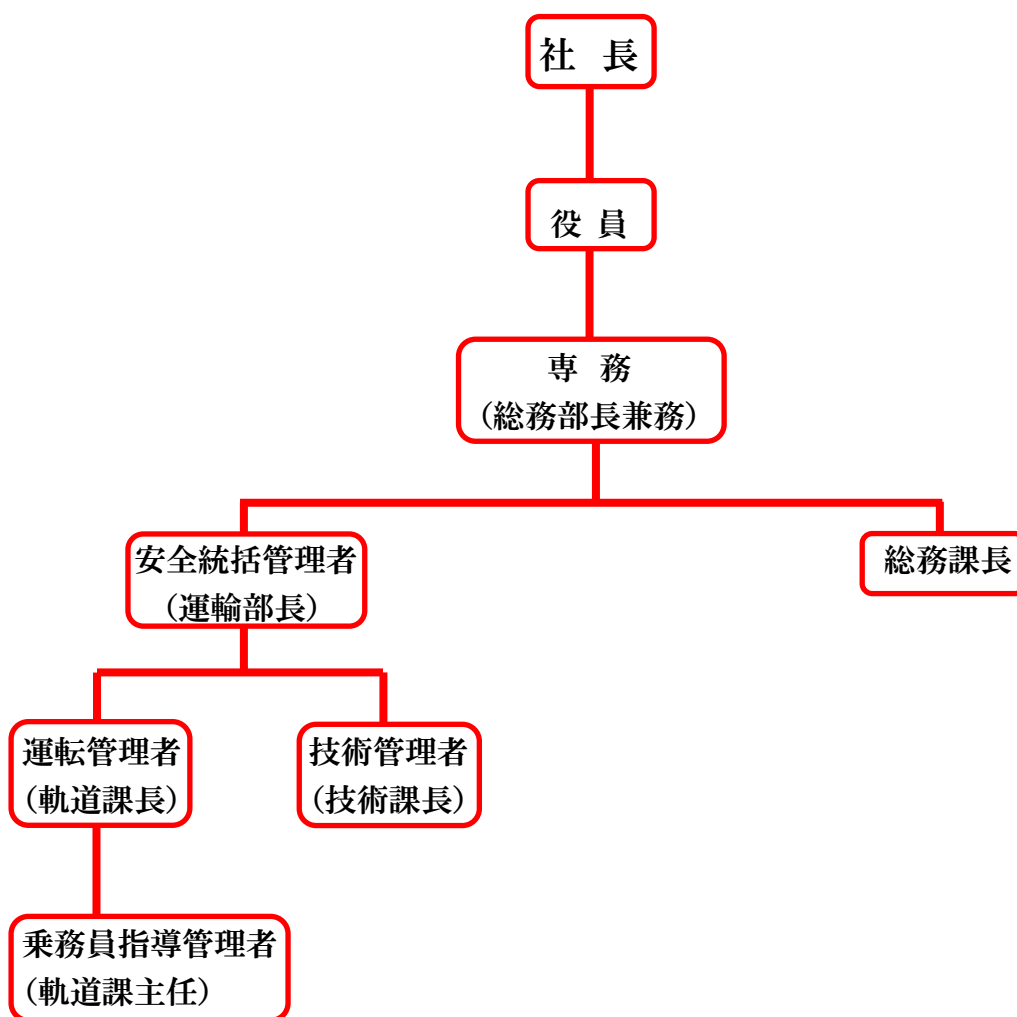 社 長
役 員
専 務
(総務部長兼務)
安全統括管理者
(運輸部長)
総務課長
運転管理者
(軌道課長)
技術管理者
(技術課長)
乗務員指導管理者
(軌道課主任)